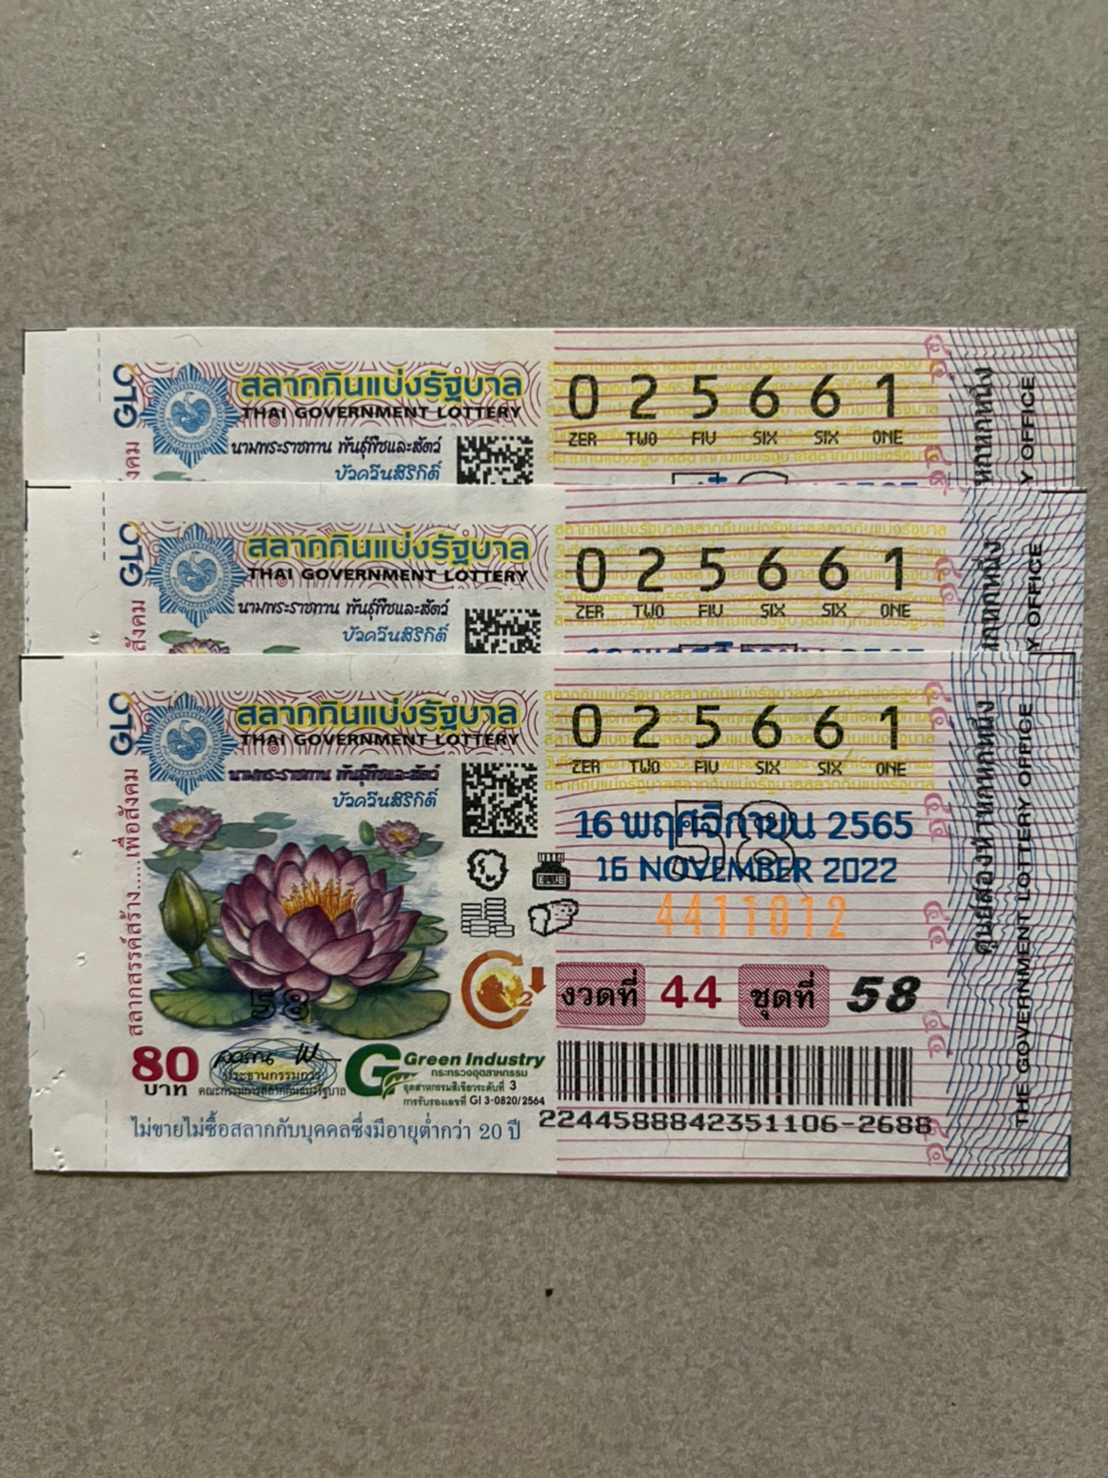 สลากกินแบ่งรัฐบาล
THAI GOVERNMENT LOTTERY
นามพระราชทาน พันธุ์พืชและสัตว์
บัวควีนสิริกิติ์
0 2 5 6 6 1
ZER TWO FIV SIX SIX ONE
Y OFFICE
สลากกินแบ่งรัฐบาล
THAI GOVERNMENT LOTTERY
นามพระราชทาน พันธุ์พืชและสัตว์
บัวควีนสิริกิติ์
0 2 5 6 6 1
ZER TWO FIV SIX SIX ONE
Y OFFICE
สลากกินแบ่งรัฐบาล
THAI GOVERNMENT LOTTERY
นามพระราชทาน พันธุ์พืชและสัตว์
บัวควีนสิริกิติ์
สลากสรรค์สร้าง.....เพื่อสังคม
0 2 5 6 6 1
ZER TWO FIV SIX SIX ONE
16 พฤศจิกายน 2565
58
16 NOVEMBER 2022
4411012
งวดที่ 44 ชุดที่ 58
58
80
บาท
ประธานกรรมการ
คณะกรรมการสลากกินแบ่งรัฐบาล
Green Industry
กระทรวงอุตสาหกรรม
อุตสาหกรรมสีเขียวระดับที่ 3
การรับรองเลขที่ GI 3-0820/2564
2244588842351106-2688
ไม่ขายไม่ซื้อสลากกับบุคคลซึ่งมีอายุต่ำกว่า 20 ปี
ศูนย์สองห้าหกหกหนึ่ง
THE GOVERNMENT LOTTERY OFFICE